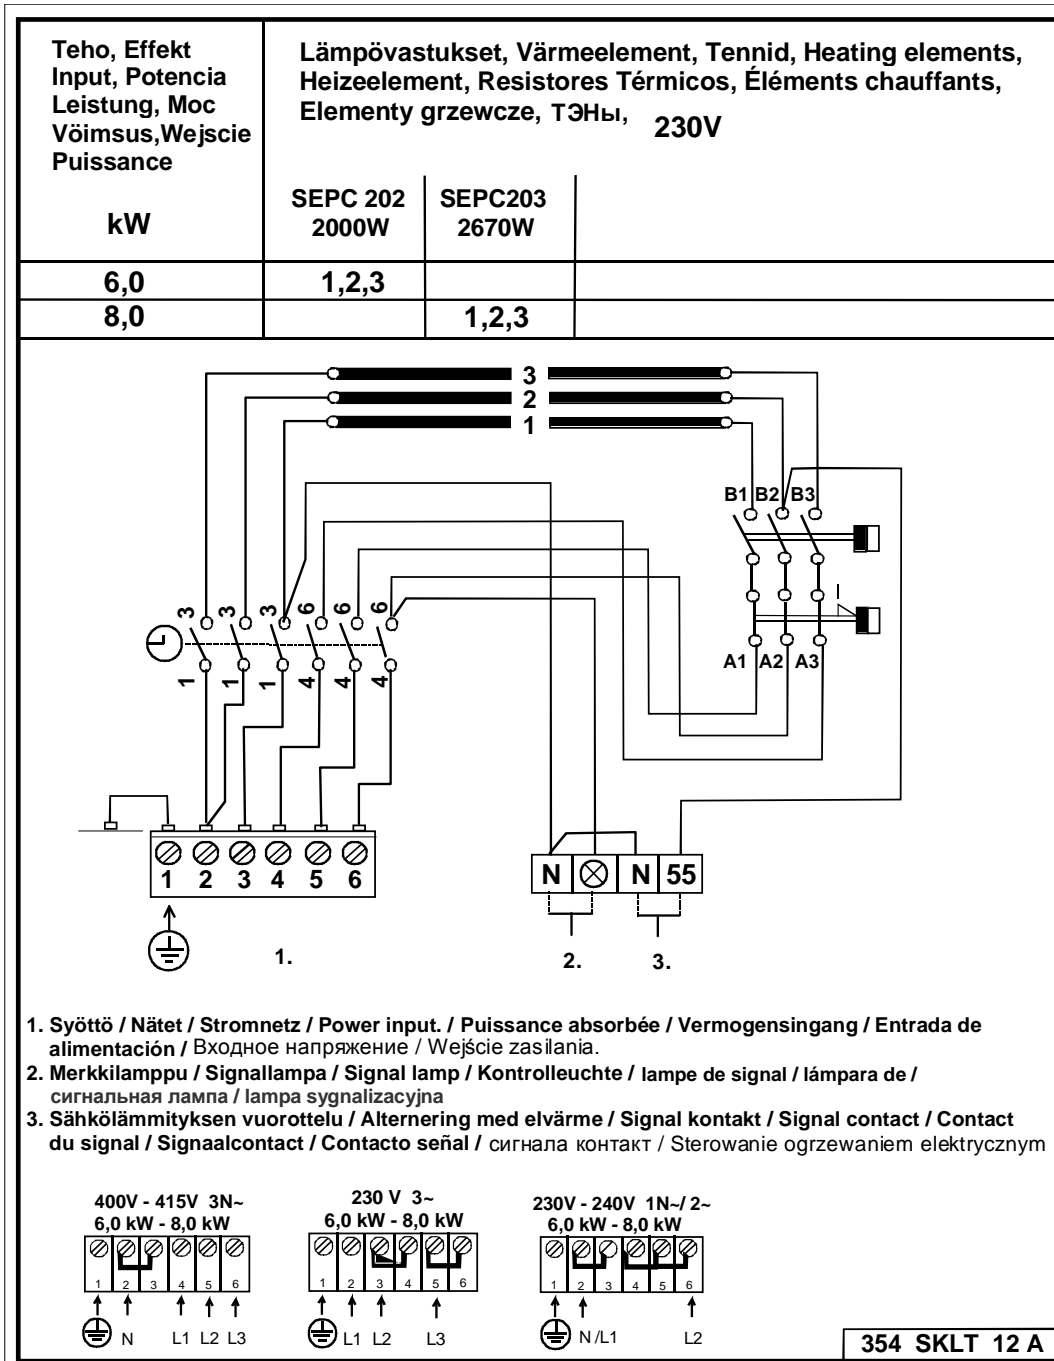 Teho, Effekt
Input, Potencia
Leistung, Moc
Vöimsus,Wejscie
Puissance
kW
Lämpövastukset, Värmeelement, Tennid, Heating elements,
Heizeelement, Resistores Térmicos, Éléments chauffants,
Elementy grzewcze, ТЭНы, 230V
SEPC 202
2000W
SEPC203
2670W
6,0 1,2,3
8,0 1,2,3
3
2
1
B1 B2 B3
3 3 3 6 6 6
1 1 1 4 4 4
A1 A2 A3
1 2 3 4 5 6
N N 55
1. 2. 3.
1. Syöttö / Nätet / Stromnetz / Power input. / Puissance absorbée / Vermogensingang / Entrada de
alimentación / Входное напряжение / Wejście zasilania.
2. Merkkilamppu / Signallampa / Signal lamp / Kontrolleuchte / lampe de signal / lámpara de /
сигнальная лампа / lampa sygnalizacyjna
3. Sähkölämmityksen vuorottelu / Alternering med elvärme / Signal kontakt / Signal contact / Contact
du signal / Signaalcontact / Contacto señal / сигнала контакт / Sterowanie ogrzewaniem elektrycznym
400V - 415V 3N~
6,0 kW - 8,0 kW
1 2 3 4 5 6
N L1 L2 L3
230 V 3~
6,0 kW - 8,0 kW
1 2 3 4 5 6
L1 L2 L3
230V - 240V 1N~/ 2~
6,0 kW - 8,0 kW
1 2 3 4 5 6
N /L1 L2
354 SKLT 12 A